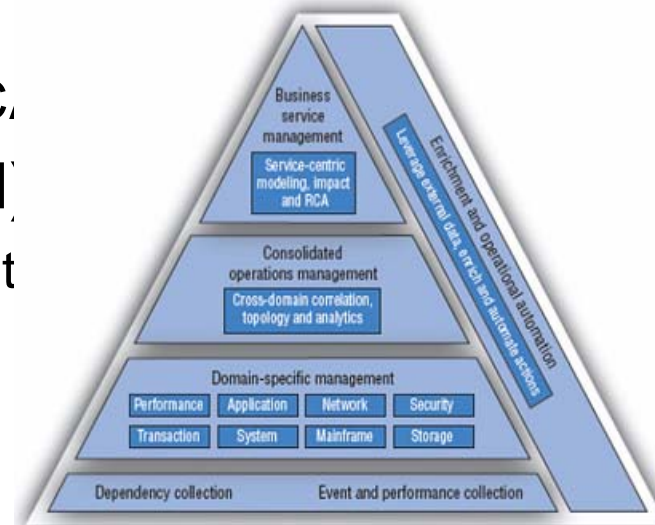 Business
service
management
Service-centric
modeling, impact
and RCA
Consolidated
operations management
Cross-domain correlation,
topology and analytics
Domain-specific management
Performance Application Network Security
Transaction System Mainframe Storage
Dependency collection Event and performance collection
Enrichment and operational automation
Leverage external data, enrich and automate actions